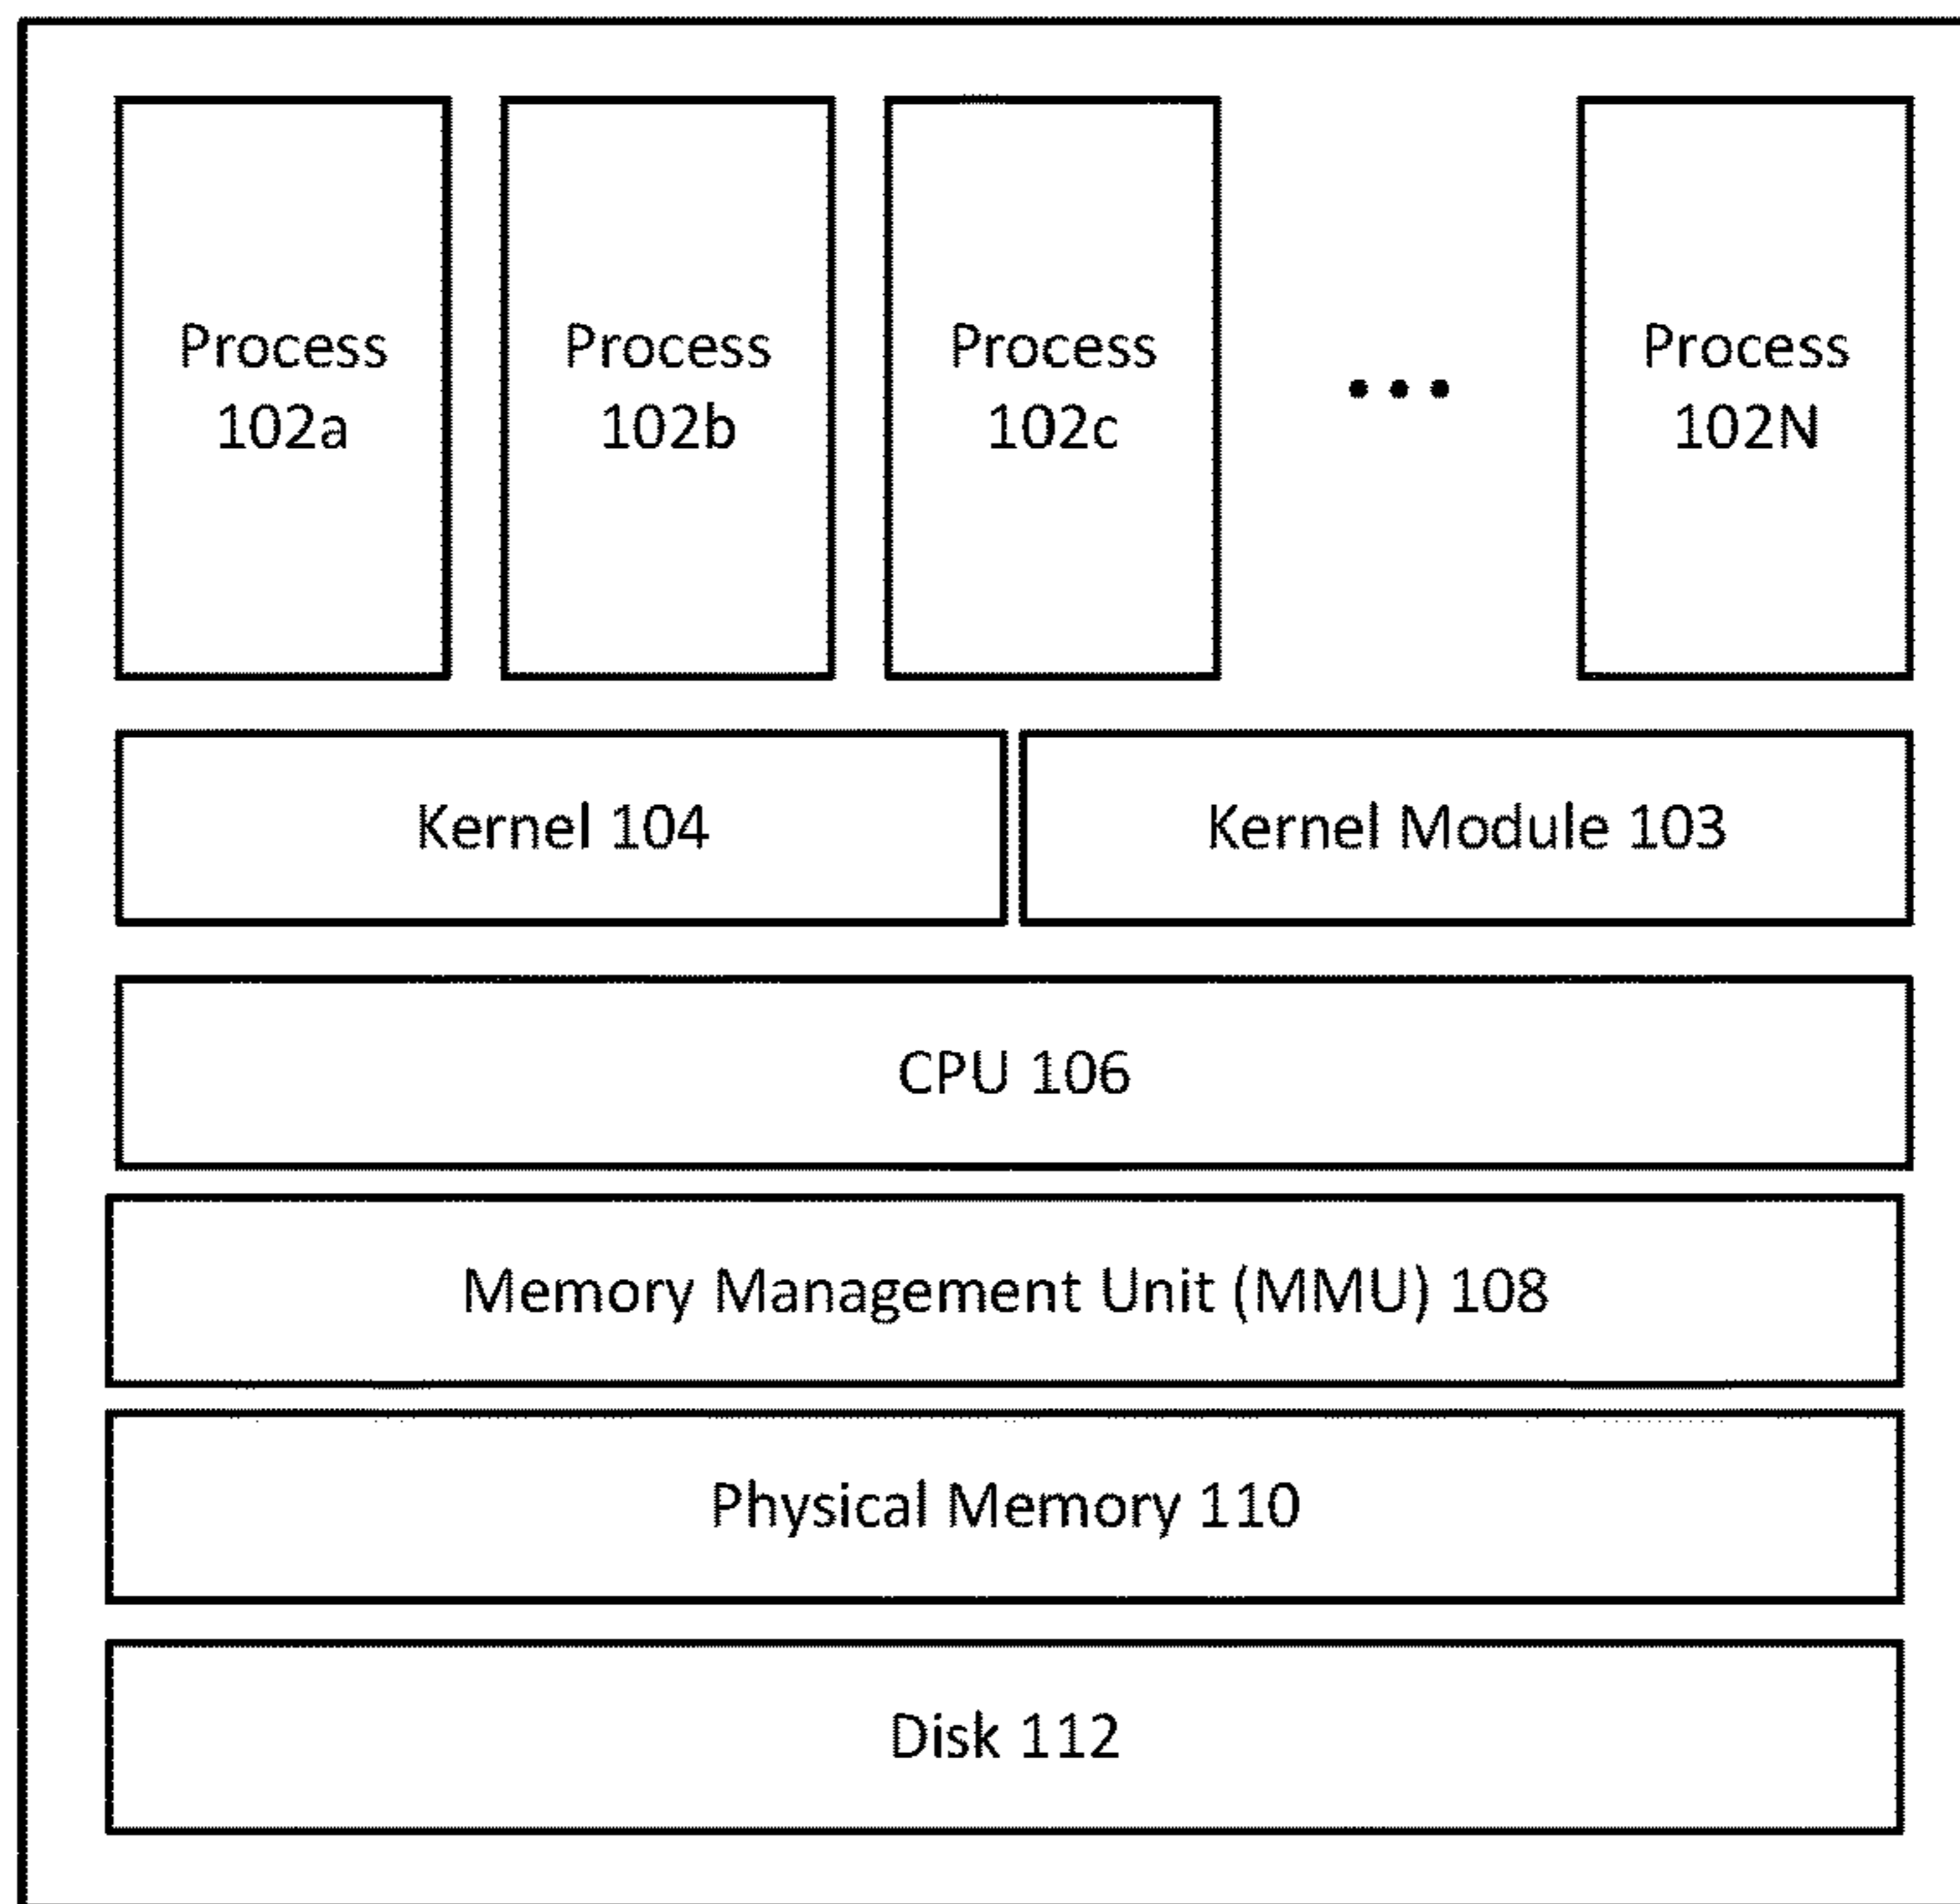 Process
102a
Process
102b
Process
102c
...
Process
102N
Kernel 104
Kernel Module 103
CPU 106
Memory Management Unit (MMU) 108
Physical Memory 110
Disk 112